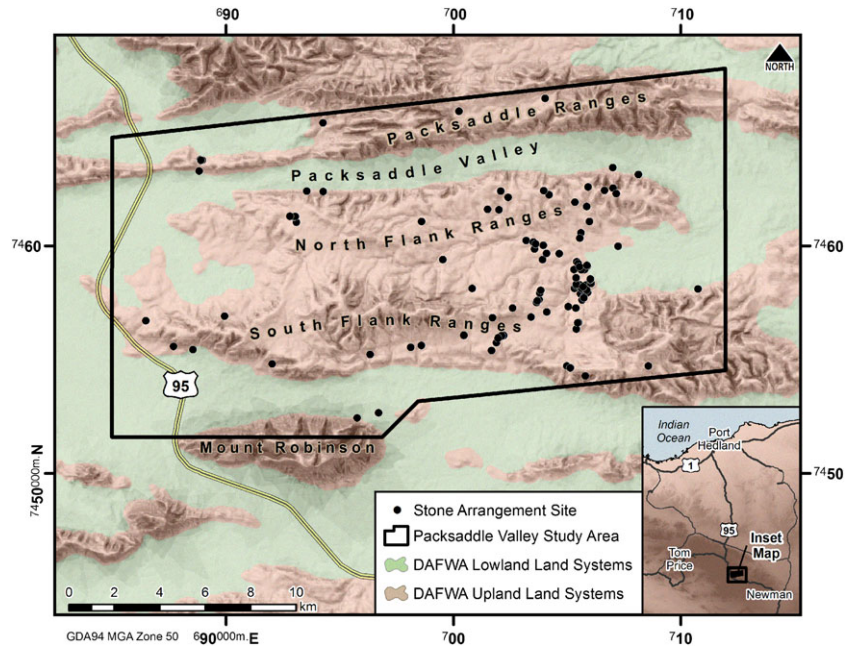 690
700
710
NORTH
Packsaddle Ranges
Packsaddle Valley
North Flank Ranges
South Flank Ranges
7460
7460
95
Mount Robinson
7450000m.N
7450
Stone Arrangement Site
Packsaddle Valley Study Area
DAFWA Lowland Land Systems
DAFWA Upland Land Systems
Indian
Ocean
Port
Hedland
1
95
Inset
Map
Tom
Price
Newman
0 2 4 6 8 10
km
GDA94 MGA Zone 50
690000m.E
700
710